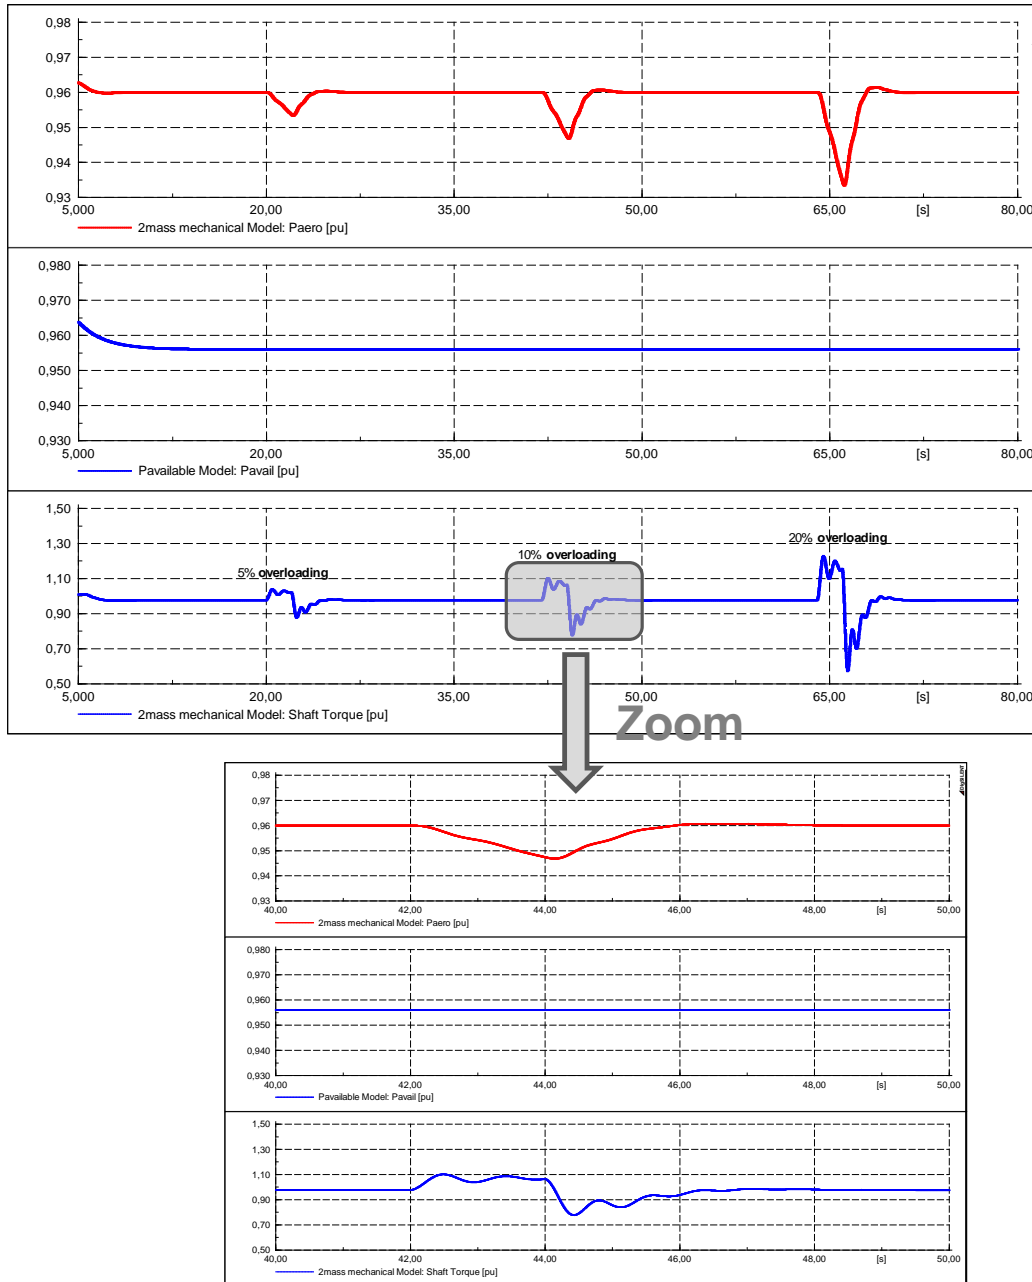 0,98
0,97
0,96
0,95
0,94
0,93
5,000 20,00 35,00 50,00 65,00 [s] 80,00
2mass mechanical Model: Paero [pu]
0,980
0,970
0,960
0,950
0,940
0,930
5,000 20,00 35,00 50,00 65,00 [s] 80,00
Pavailable Model: Pavail [pu]
1,50
1,30
1,10
0,90
0,70
0,50
5% overloading
10% overloading
20% overloading
5,000 20,00 35,00 50,00 65,00 [s] 80,00
2mass mechanical Model: Shaft Torque [pu]
Zoom
DIgSILENT
0,98
0,97
0,96
0,95
0,94
0,93
40,00 42,00 44,00 46,00 48,00 [s] 50,00
2mass mechanical Model: Paero [pu]
0,980
0,970
0,960
0,950
0,940
0,930
40,00 42,00 44,00 46,00 48,00 [s] 50,00
Pavailable Model: Pavail [pu]
1,50
1,30
1,10
0,90
0,70
0,50
40,00 42,00 44,00 46,00 48,00 [s] 50,00
2mass mechanical Model: Shaft Torque [pu]